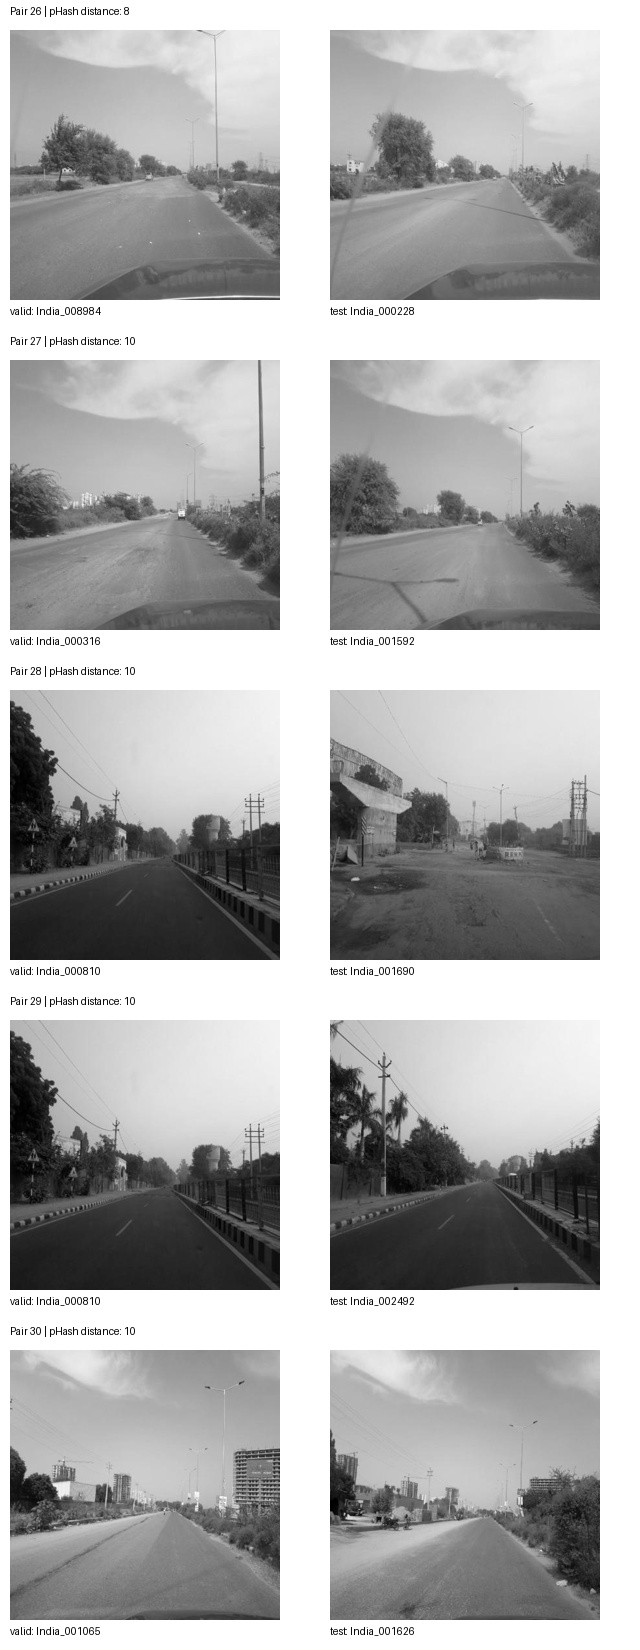 Pair 26 | pHash distance: 8
valid: India_008984
test: India_000228
Pair 27 | pHash distance: 10
valid: India_000316
test: India_001592
Pair 28 | pHash distance: 10
valid: India_000810
test: India_001690
Pair 29 | pHash distance: 10
valid: India_000810
test: India_002492
Pair 30 | pHash distance: 10
valid: India_001065
test: India_001626